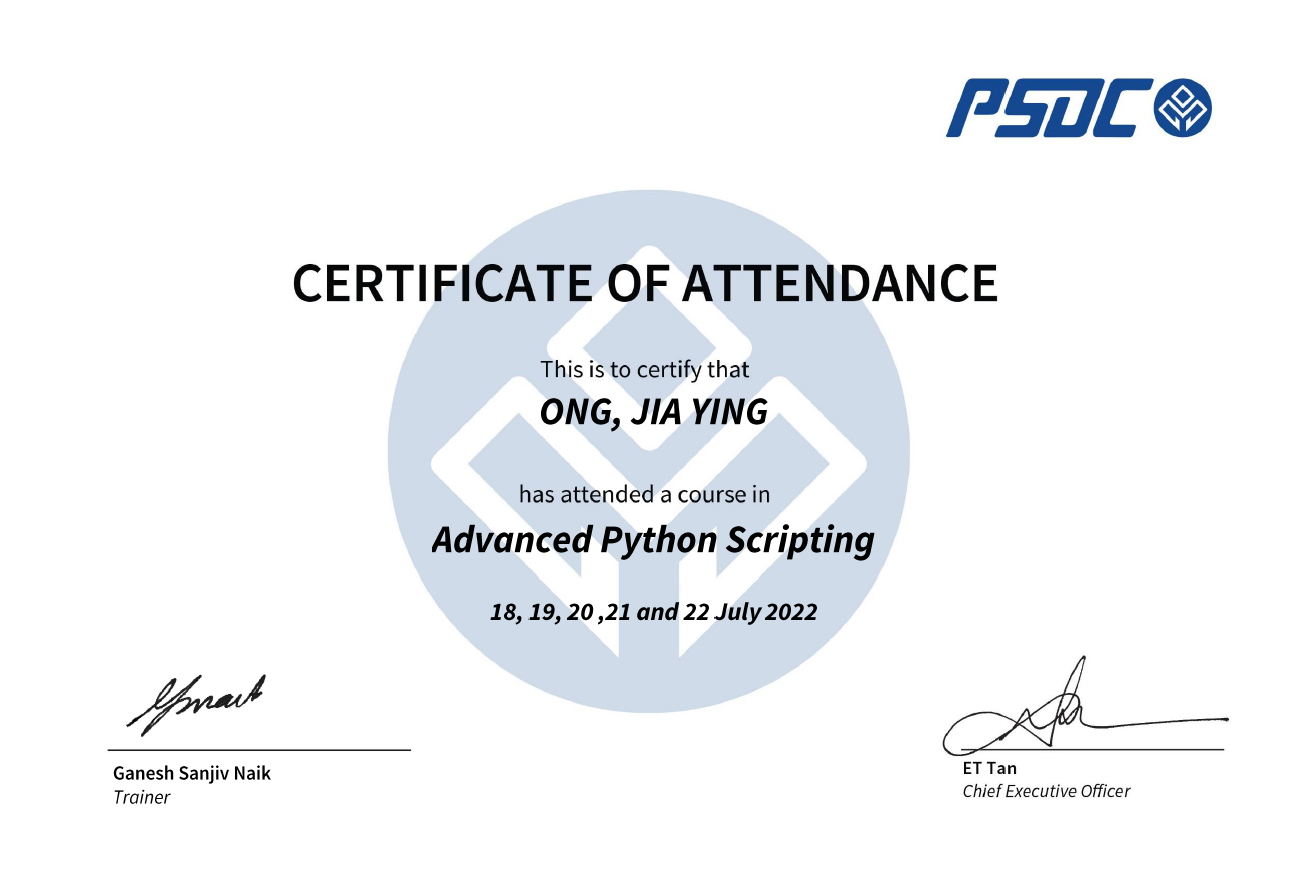 PSDC
CERTIFICATE OF ATTENDANCE
This is to certify that
ONG, JIA YING
has attended a course in
Advanced Python Scripting
18, 19, 20 ,21 and 22 July 2022
Ganesh Sanjiv Naik
Trainer
ET Tan
Chief Executive Officer